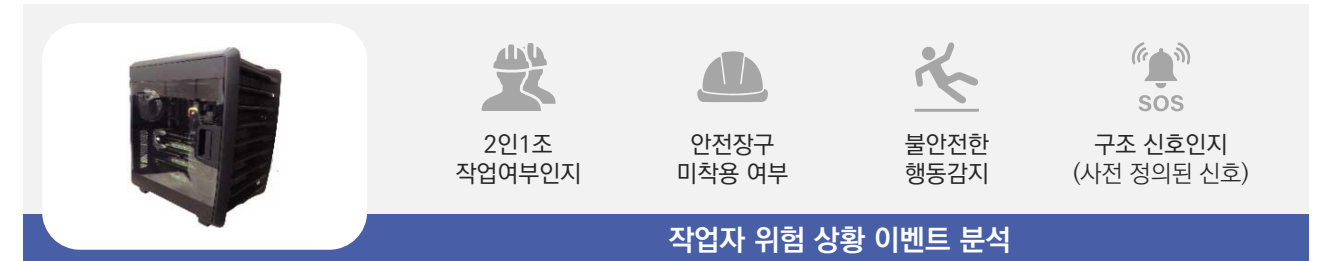 SOS
2인1조
작업여부인지
안전장구
미착용 여부
불안전한
행동감지
구조 신호인지
(사전 정의된 신호)
작업자 위험 상황 이벤트 분석